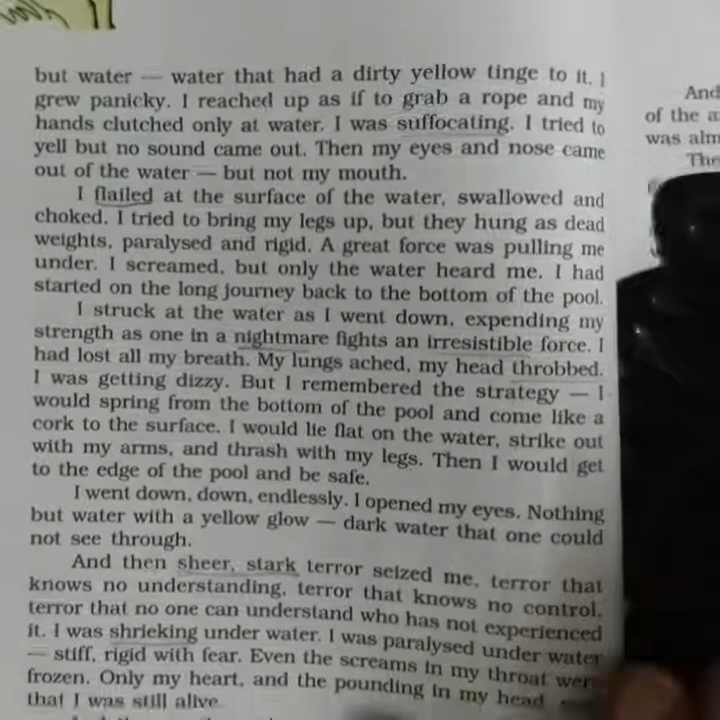 but water — water that had a dirty yellow tinge to it. I
grew panicky. I reached up as if to grab a rope and my
hands clutched only at water. I was suffocating. I tried to
yell but no sound came out. Then my eyes and nose came
out of the water — but not my mouth.
I flailed at the surface of the water, swallowed and
choked. I tried to bring my legs up, but they hung as dead
weights, paralysed and rigid. A great force was pulling me
under. I screamed, but only the water heard me. I had
started on the long journey back to the bottom of the pool.
I struck at the water as I went down, expending my
strength as one in a nightmare fights an irresistible force. I
had lost all my breath. My lungs ached, my head throbbed.
I was getting dizzy. But I remembered the strategy — I
would spring from the bottom of the pool and come like a
cork to the surface. I would lie flat on the water, strike out
with my arms, and thrash with my legs. Then I would get
to the edge of the pool and be safe.
I went down, down, endlessly. I opened my eyes. Nothing
but water with a yellow glow — dark water that one could
not see through.
And then sheer, stark terror seized me, terror that
knows no understanding, terror that knows no control,
terror that no one can understand who has not experienced
it. I was shrieking under water. I was paralysed under water
— stiff, rigid with fear. Even the screams in my throat were
frozen. Only my heart, and the pounding in my head
that I was still alive
And
of the a
was alm
The